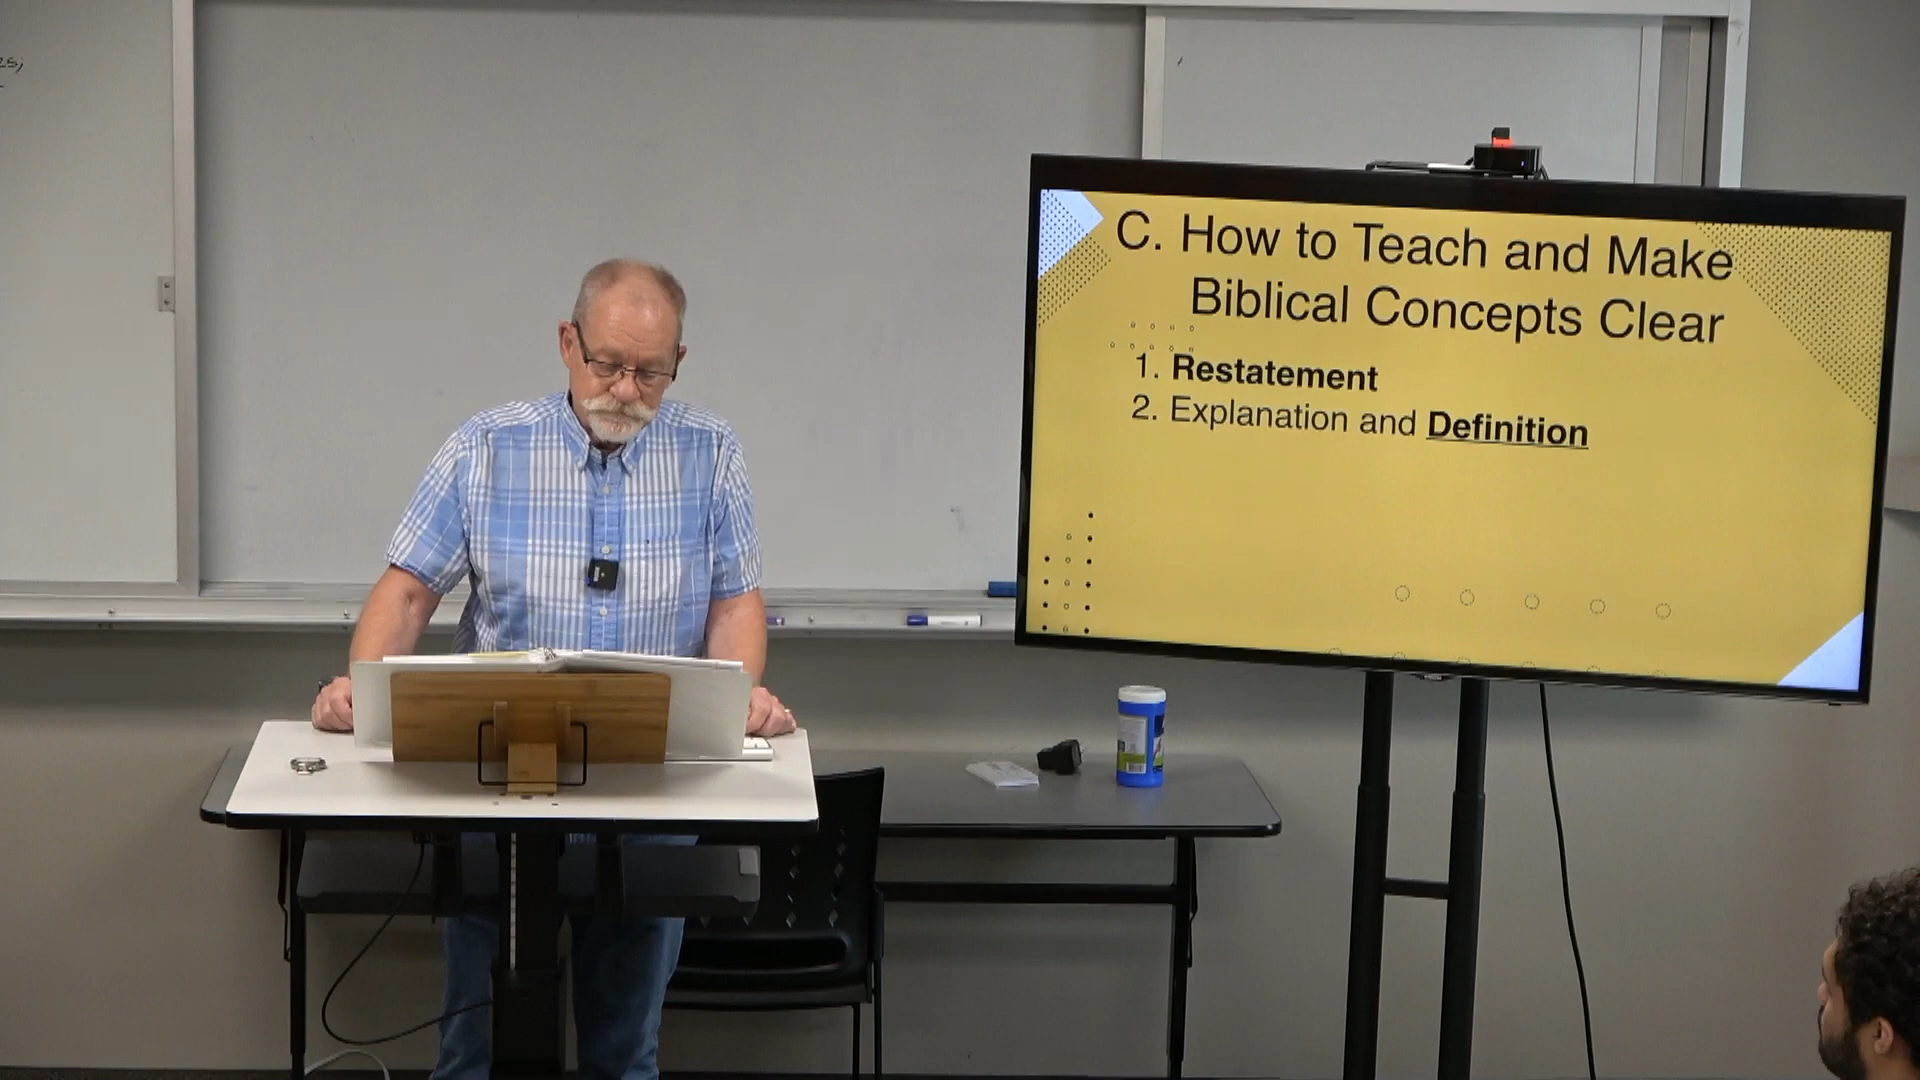 C. How to Teach and Make
Biblical Concepts Clear
1. Restatement
2. Explanation and Definition